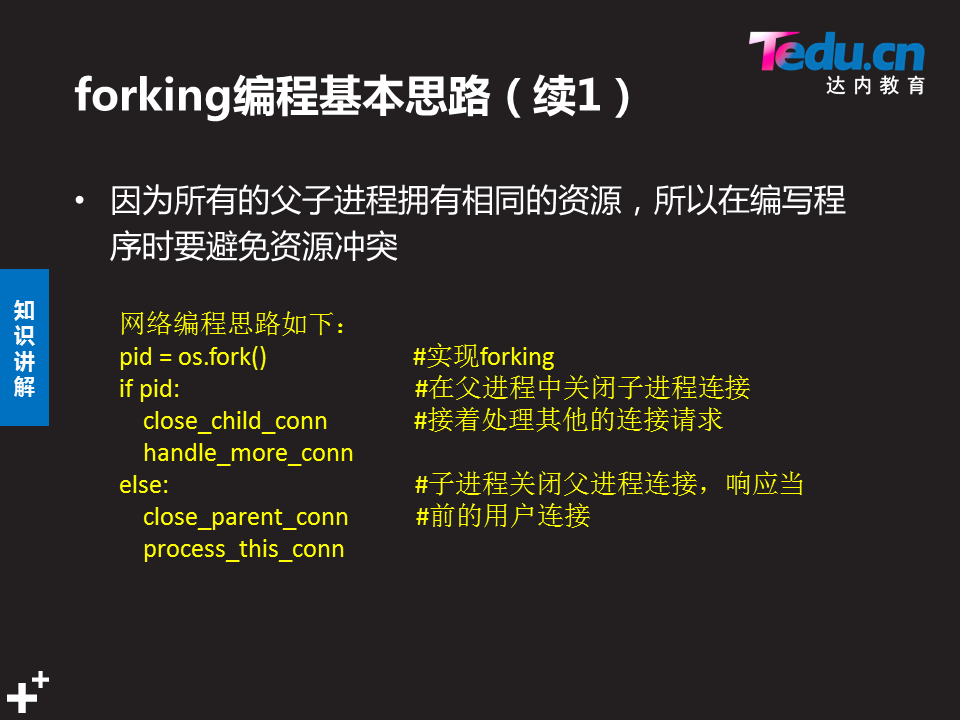 Tedu.cn
达内教育
forking编程基本思路（续1）
• 因为所有的父子进程拥有相同的资源，所以在编写程
序时要避免资源冲突
知识讲解
网络编程思路如下：
pid = os.fork() #实现forking
if pid: #在父进程中关闭子进程连接
close_child_conn #接着处理其他的连接请求
handle_more_conn
else: #子进程关闭父进程连接，响应当
close_parent_conn #前的用户连接
process_this_conn